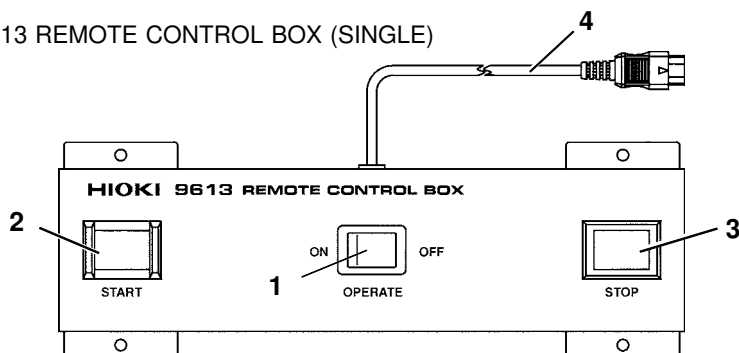 13 REMOTE CONTROL BOX (SINGLE)
4
HIOKI 9613 REMOTE CONTROL BOX
2
3
ON
OFF
1
START
OPERATE
STOP